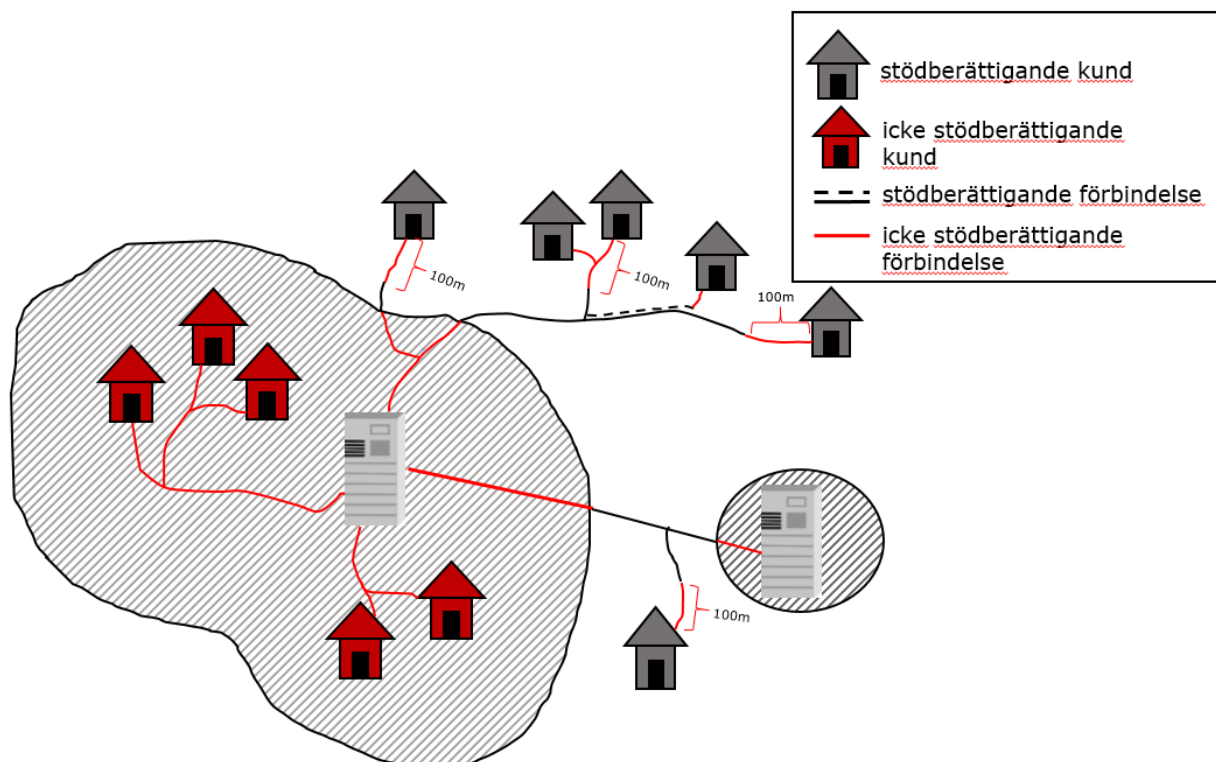 stödberättigande kund
icke stödberättigande
kund
stödberättigande förbindelse
icke stödberättigande
förbindelse
100m
100m
100m
100m